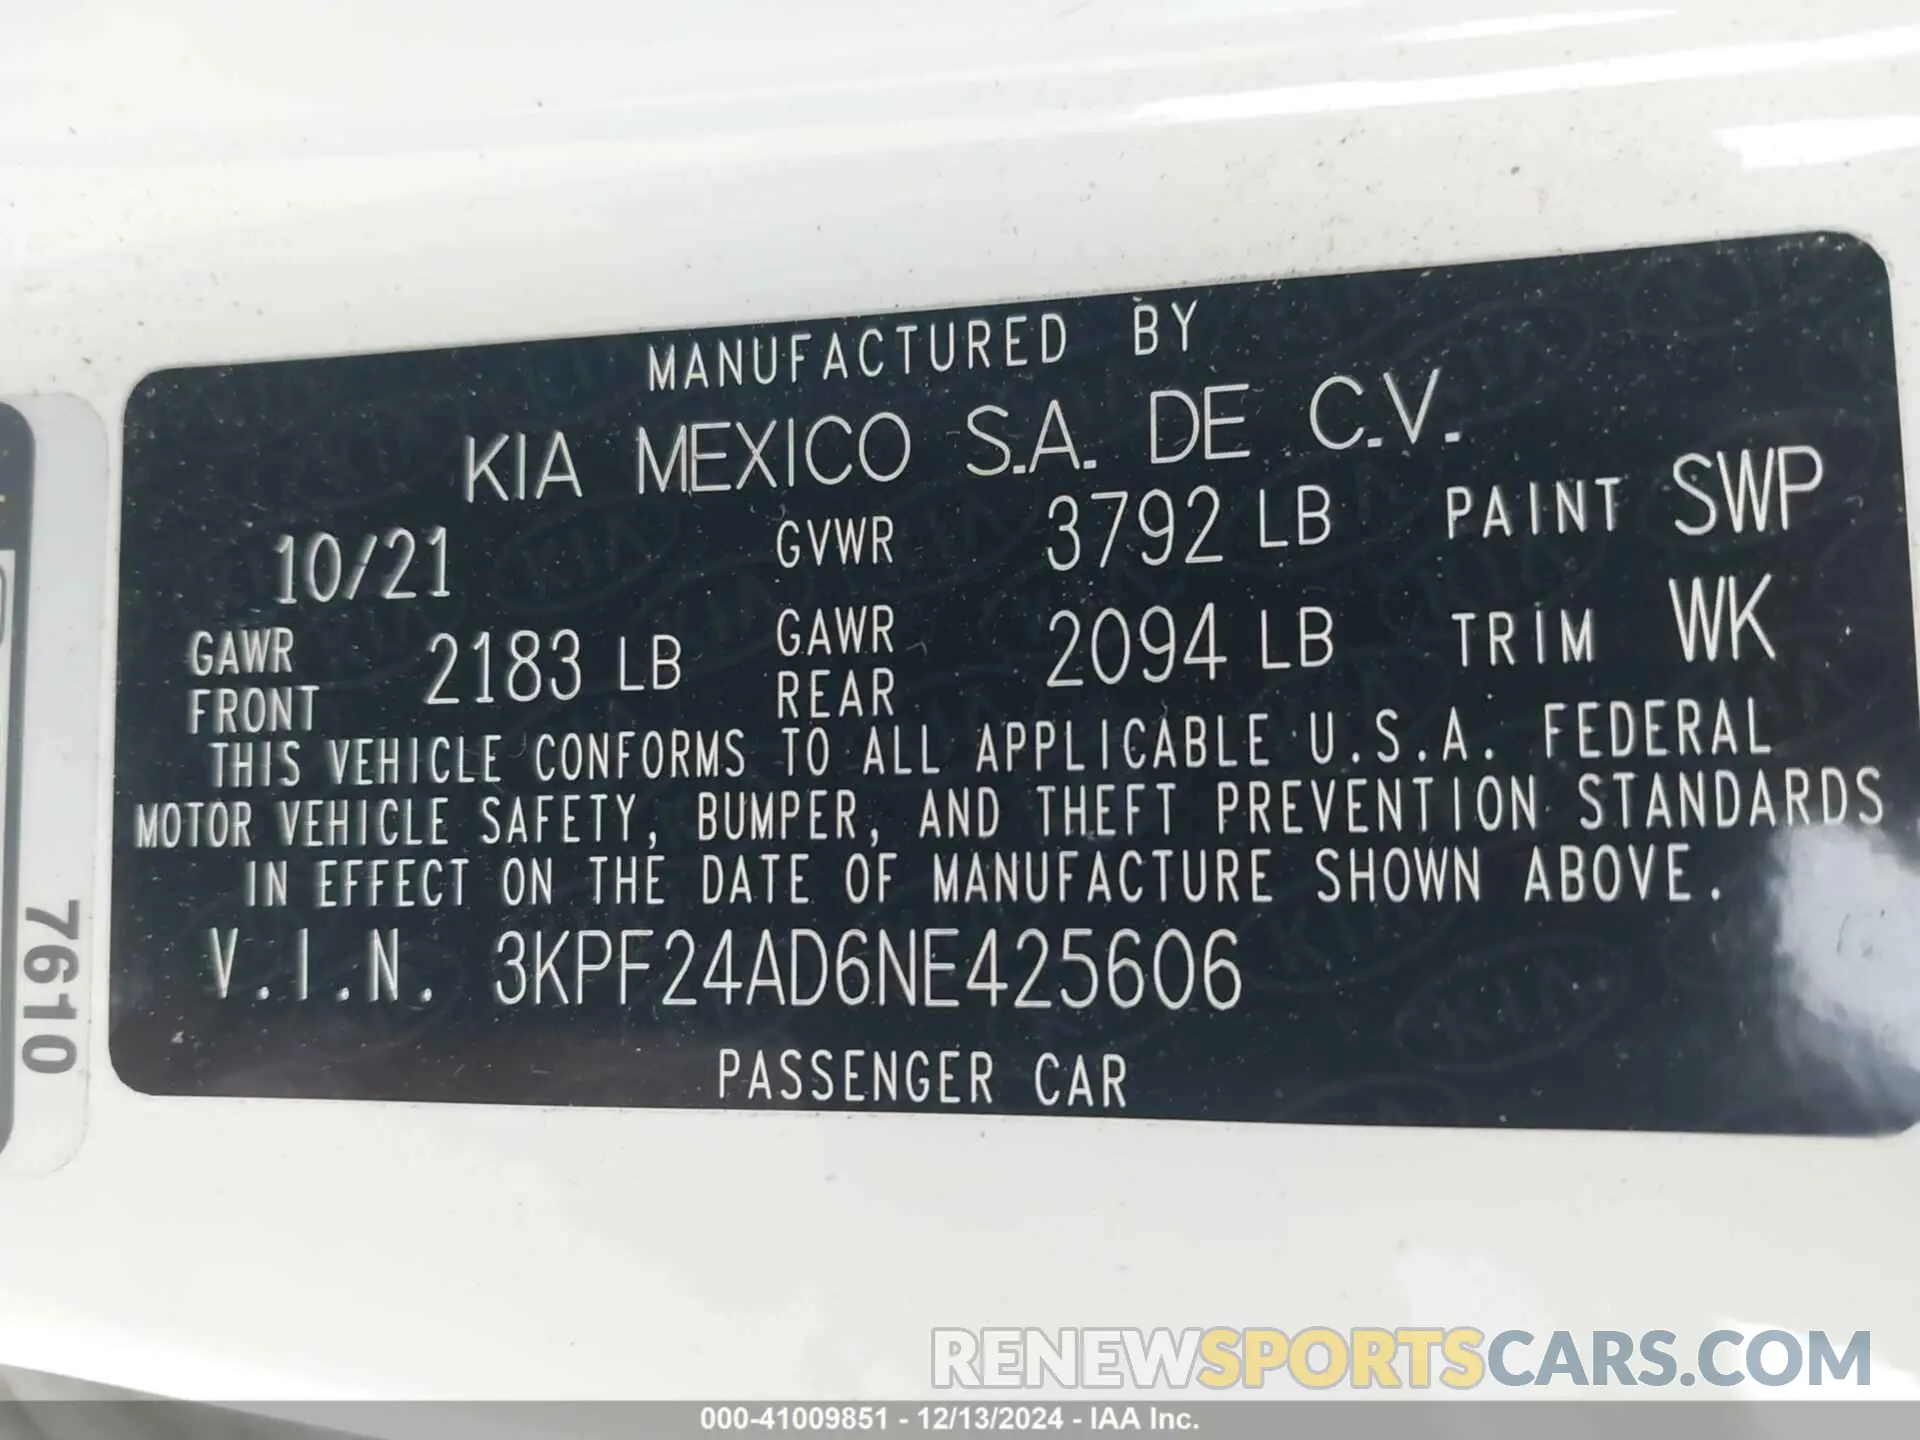 MANUFACTURED BY
KIA MEXICO S.A. DE C.V.
10/21 GVWR 3792 LB PAINT SWP
GAWR FRONT 2183 LB GAWR REAR 2094 LB TRIM WK
THIS VEHICLE CONFORMS TO ALL APPLICABLE U.S.A. FEDERAL
MOTOR VEHICLE SAFETY, BUMPER, AND THEFT PREVENTION STANDARDS
IN EFFECT ON THE DATE OF MANUFACTURE SHOWN ABOVE.
V.I.N. 3KPF24AD6NE425606
PASSENGER CAR
7610
RENEWSPORTSCARS.COM
000-41009851 - 12/13/2024 - IAA Inc.